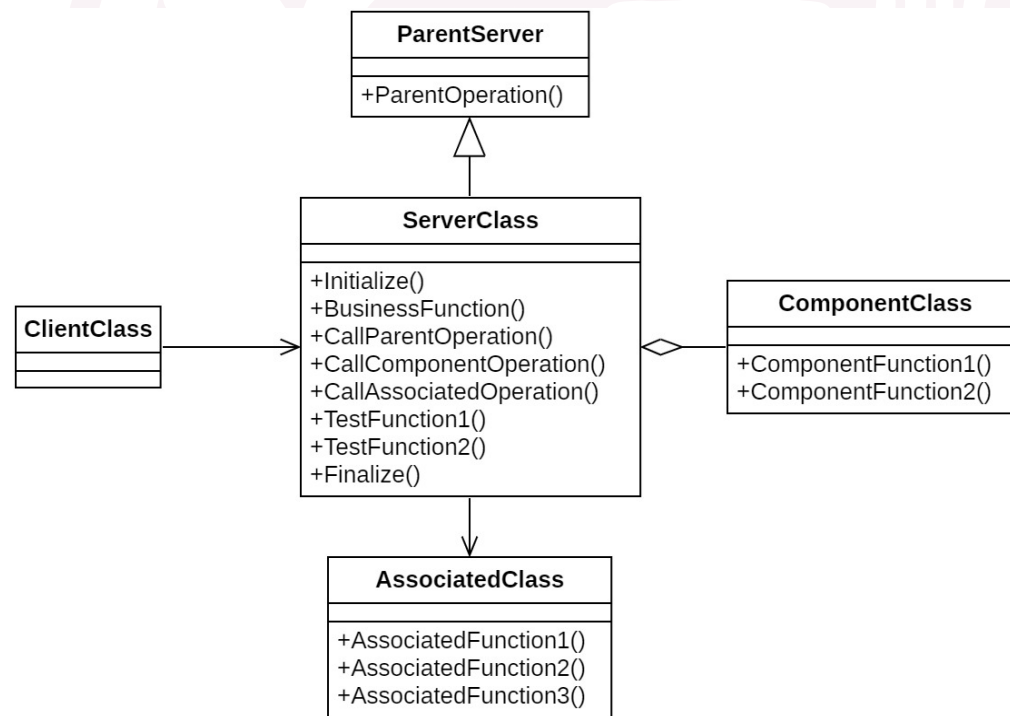 ParentServer
+ParentOperation()
ServerClass
+Initialize()
+BusinessFunction()
+CallParentOperation()
+CallComponentOperation()
+CallAssociatedOperation()
+TestFunction1()
+TestFunction2()
+Finalize()
ClientClass
ComponentClass
+ComponentFunction1()
+ComponentFunction2()
AssociatedClass
+AssociatedFunction1()
+AssociatedFunction2()
+AssociatedFunction3()